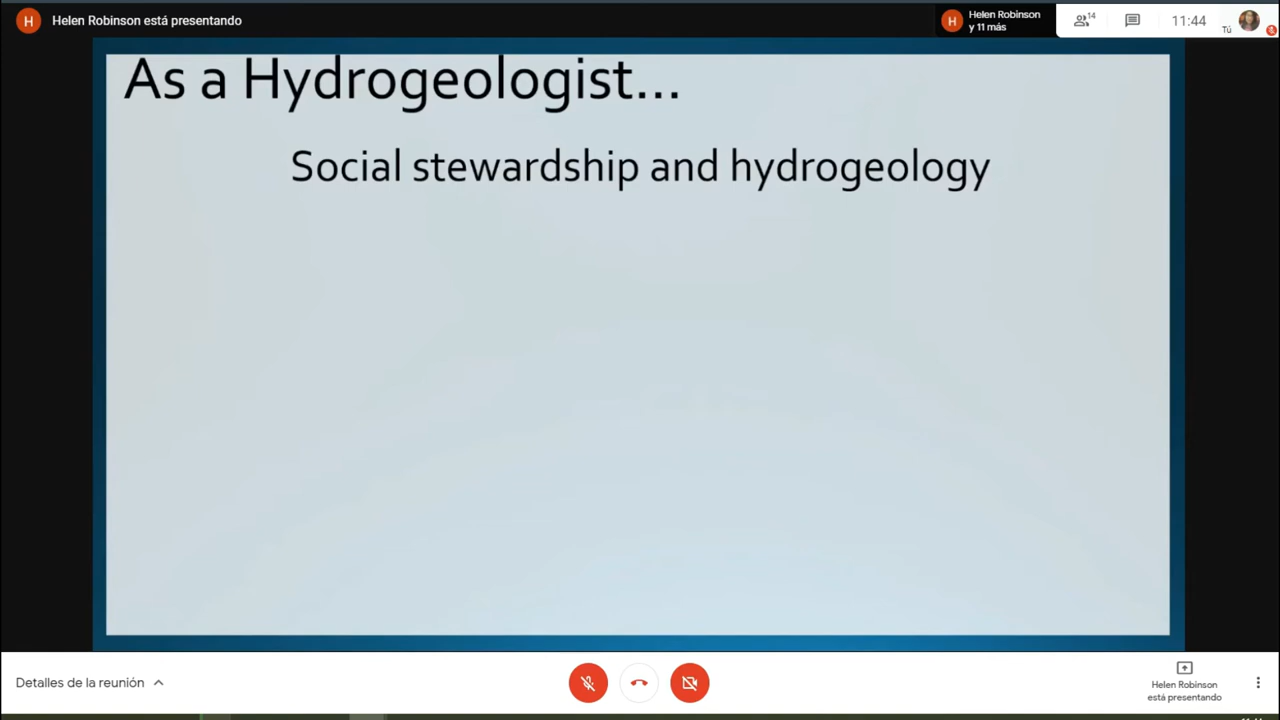 H Helen Robinson está presentando
H Helen Robinson
y 11 más
14
11:44
Tú
As a Hydrogeologist...
Social stewardship and hydrogeology
Detalles de la reunión
Helen Robinson
está presentando